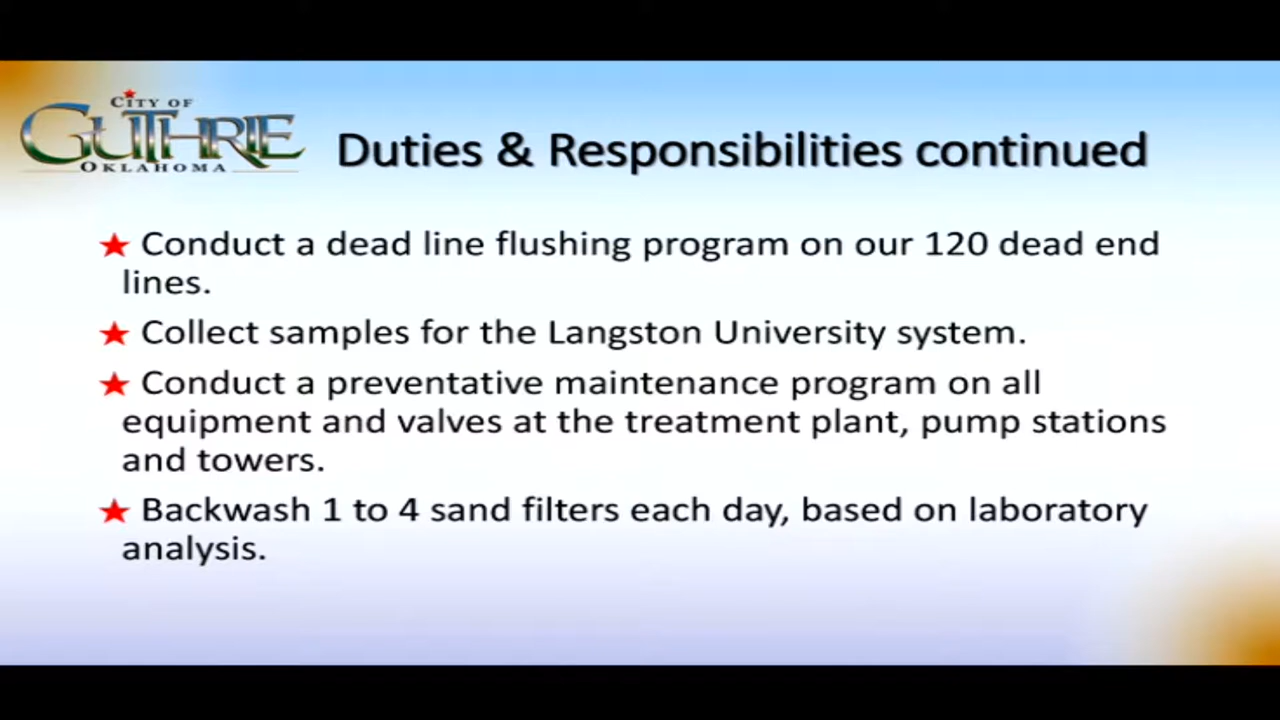 CITY OF
GUTHRIE
OKLAHOMA
Duties & Responsibilities continued
Conduct a dead line flushing program on our 120 dead end
lines.
Collect samples for the Langston University system.
Conduct a preventative maintenance program on all
equipment and valves at the treatment plant, pump stations
and towers.
Backwash 1 to 4 sand filters each day, based on laboratory
analysis.